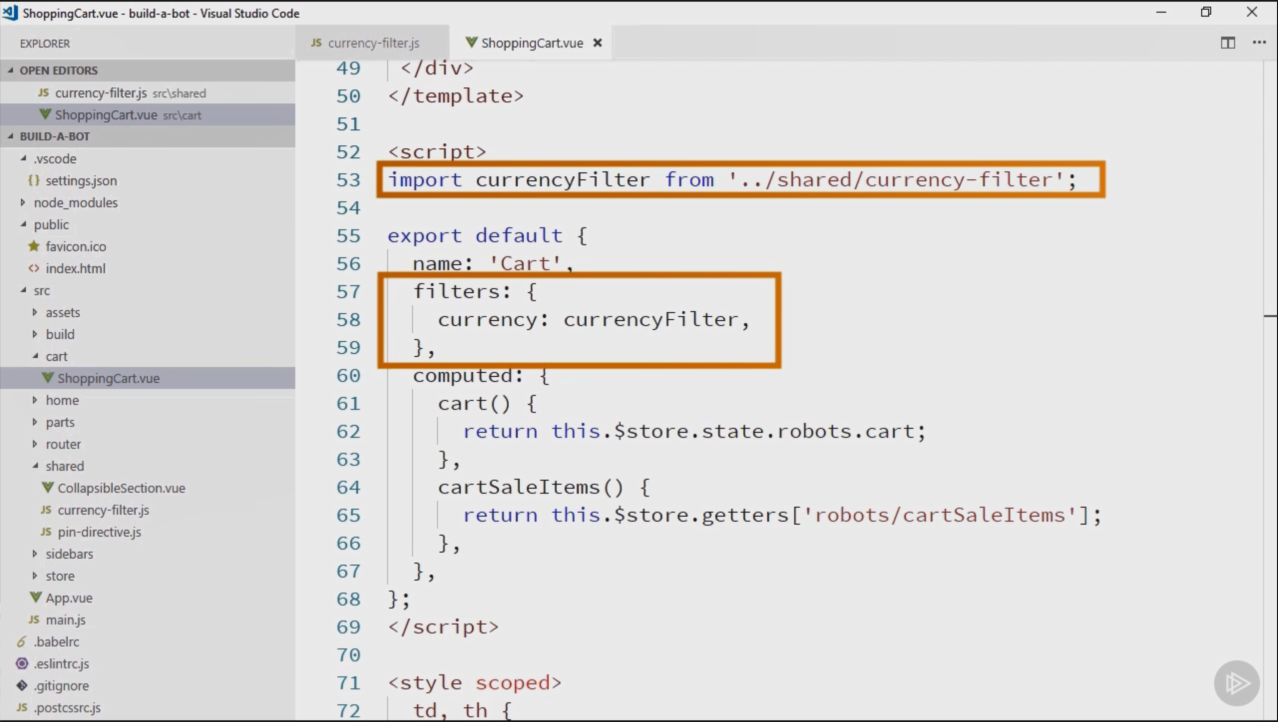 ShoppingCart.vue - build-a-bot - Visual Studio Code
EXPLORER
OPEN EDITORS
JS currency-filter.js src\shared
ShoppingCart.vue src\cart
BUILD-A-BOT
.vscode
{} settings.json
node_modules
public
favicon.ico
<> index.html
src
assets
build
cart
ShoppingCart.vue
home
parts
router
shared
CollapsibleSection.vue
JS currency-filter.js
JS pin-directive.js
sidebars
store
App.vue
JS main.js
.babelrc
.eslintrc.js
.gitignore
JS .postcssrc.js
JS currency-filter.js
ShoppingCart.vue
49 </div>
50 </template>
51
52 <script>
53 import currencyFilter from '../shared/currency-filter';
54
55 export default {
56 name: 'Cart',
57 filters: {
58 currency: currencyFilter,
59 },
60 computed: {
61 cart() {
62 return this.$store.state.robots.cart;
63 },
64 cartSaleItems() {
65 return this.$store.getters['robots/cartSaleItems'];
66 },
67 },
68 };
69 </script>
70
71 <style scoped>
72 td, th {